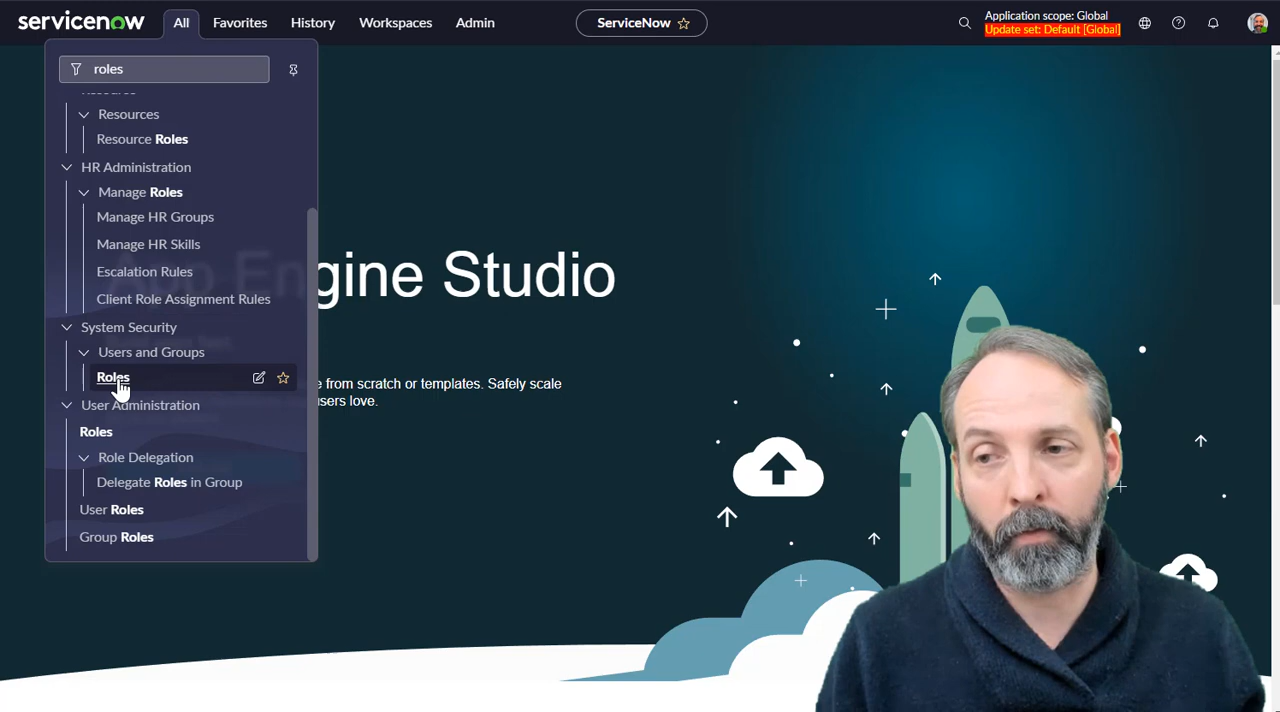 servicenow
All
Favorites
History
Workspaces
Admin
ServiceNow
Application scope: Global
Update set: Default [Global]
roles
Resources
Resource Roles
HR Administration
Manage Roles
Manage HR Groups
Manage HR Skills
Escalation Rules
Client Role Assignment Rules
System Security
Users and Groups
Roles
User Administration
Roles
Role Delegation
Delegate Roles in Group
User Roles
Group Roles
App Engine Studio
from scratch or templates. Safely scale
users love.